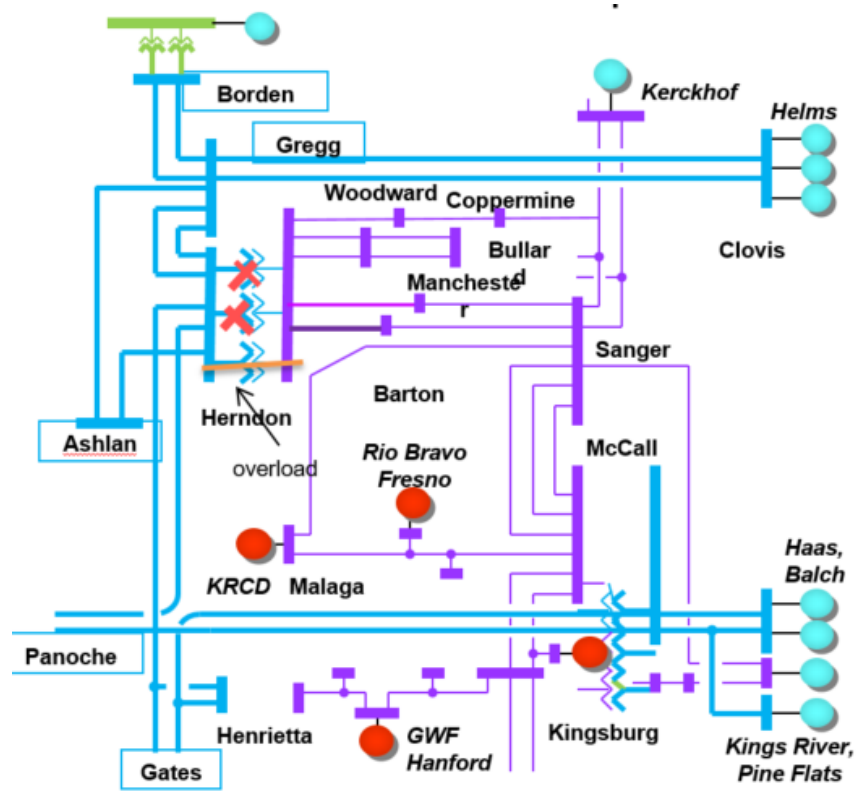 Borden
Kerckhof
Helms
Gregg
Woodward
Coppermine
Bullar
d
Clovis
Mancheste
r
Sanger
Barton
Herndon
Ashlan
overload
McCall
Rio Bravo
Fresno
KRCD
Malaga
Haas,
Balch
Panoche
Henrietta
GWF
Hanford
Kingsburg
Kings River,
Pine Flats
Gates